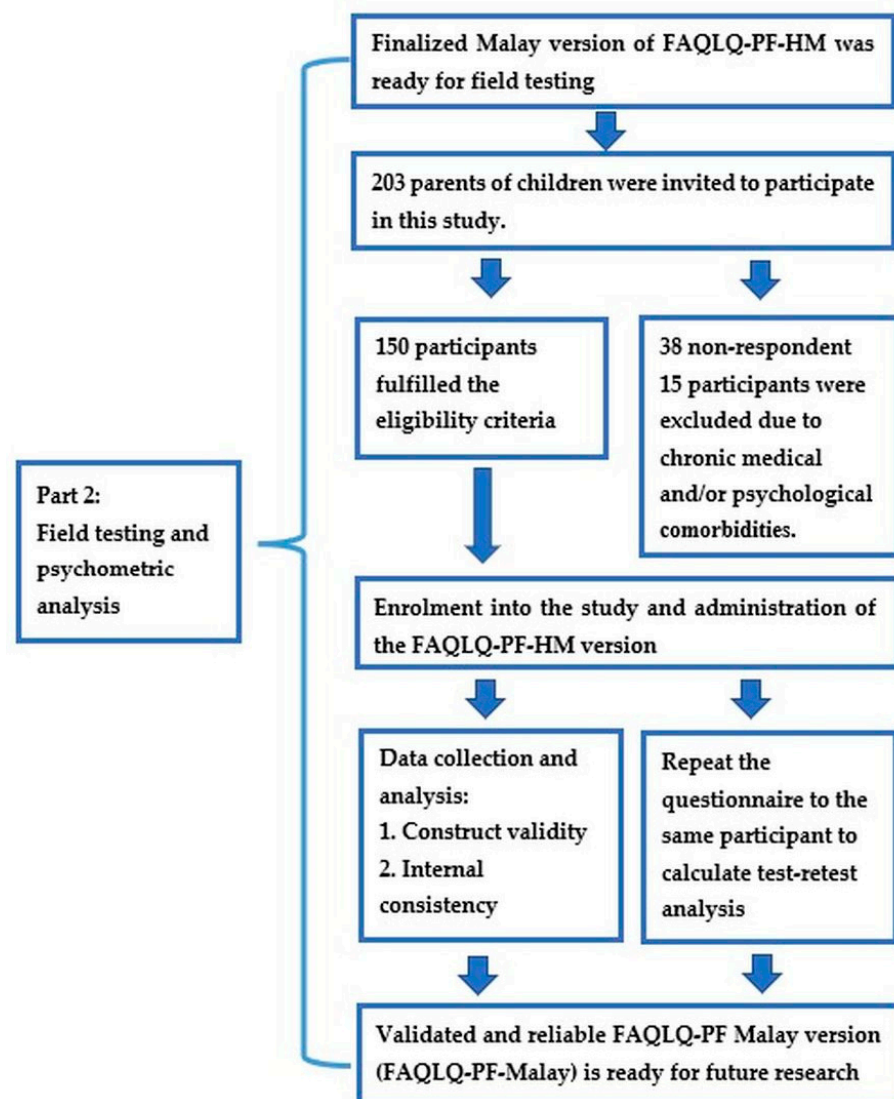 Finalized Malay version of FAQLQ-PF-HM was
ready for field testing
203 parents of children were invited to participate
in this study.
150 participants
fulfilled the
eligibility criteria
38 non-respondent
15 participants were
excluded due to
chronic medical
and/or psychological
comorbidities.
Part 2:
Field testing and
psychometric
analysis
Enrolment into the study and administration of
the FAQLQ-PF-HM version
Data collection and
analysis:
1. Construct validity
2. Internal
consistency
Repeat the
questionnaire to the
same participant to
calculate test-retest
analysis
Validated and reliable FAQLQ-PF Malay version
(FAQLQ-PF-Malay) is ready for future research